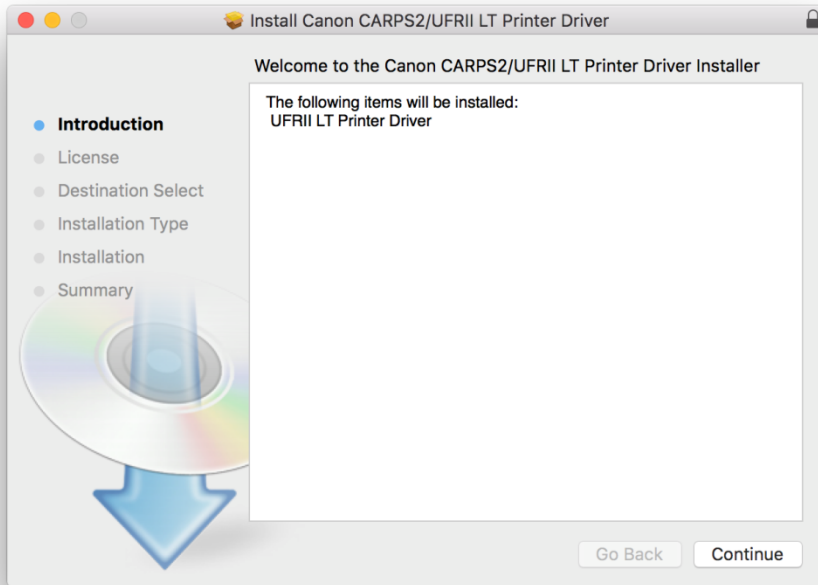 Install Canon CARPS2/UFRII LT Printer Driver
Welcome to the Canon CARPS2/UFRII LT Printer Driver Installer
Introduction
License
Destination Select
Installation Type
Installation
Summary
The following items will be installed:
UFRII LT Printer Driver
Go Back
Continue